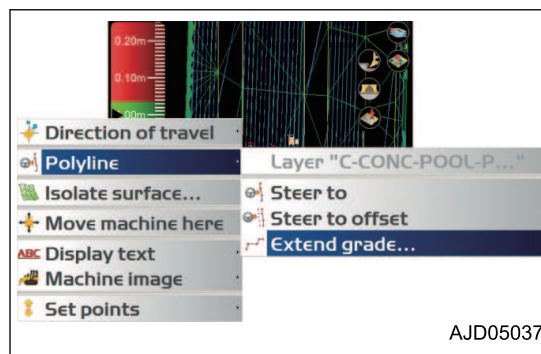 0.20m
0.10m
.00m
Direction of travel
Polyline
Layer "C-CONC-POOL-P..."
Isolate surface...
Steer to
Move machine here
Steer to offset
ABC Display text
Extend grade...
Machine image
Set points
AJD05037